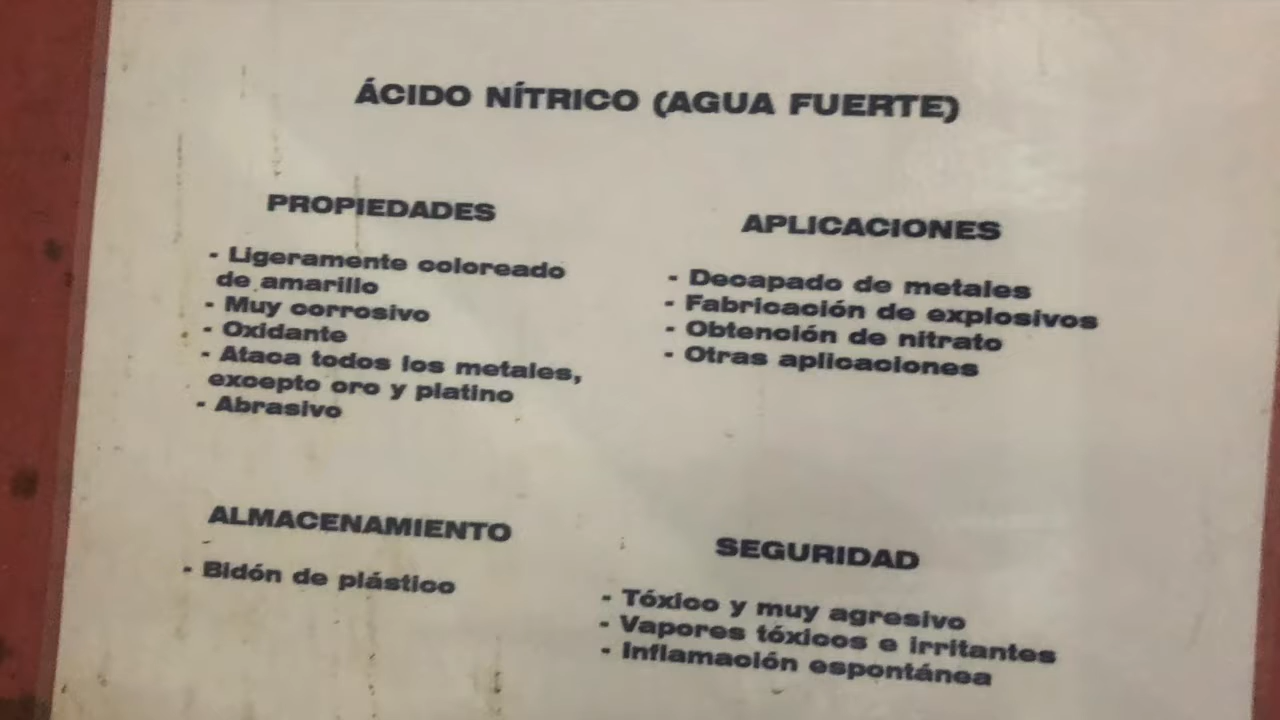 ÁCIDO NÍTRICO (AGUA FUERTE)
PROPIEDADES
- Ligeramente coloreado
de amarillo
- Muy corrosivo
- Oxidante
- Ataca todos los metales,
excepto oro y platino
- Abrasivo
APLICACIONES
- Decapado de metales
- Fabricación de explosivos
- Obtención de nitrato
- Otras aplicaciones
ALMACENAMIENTO
- Bidón de plástico
SEGURIDAD
- Tóxico y muy agresivo
- Vapores tóxicos e irritantes
- Inflamación espontánea